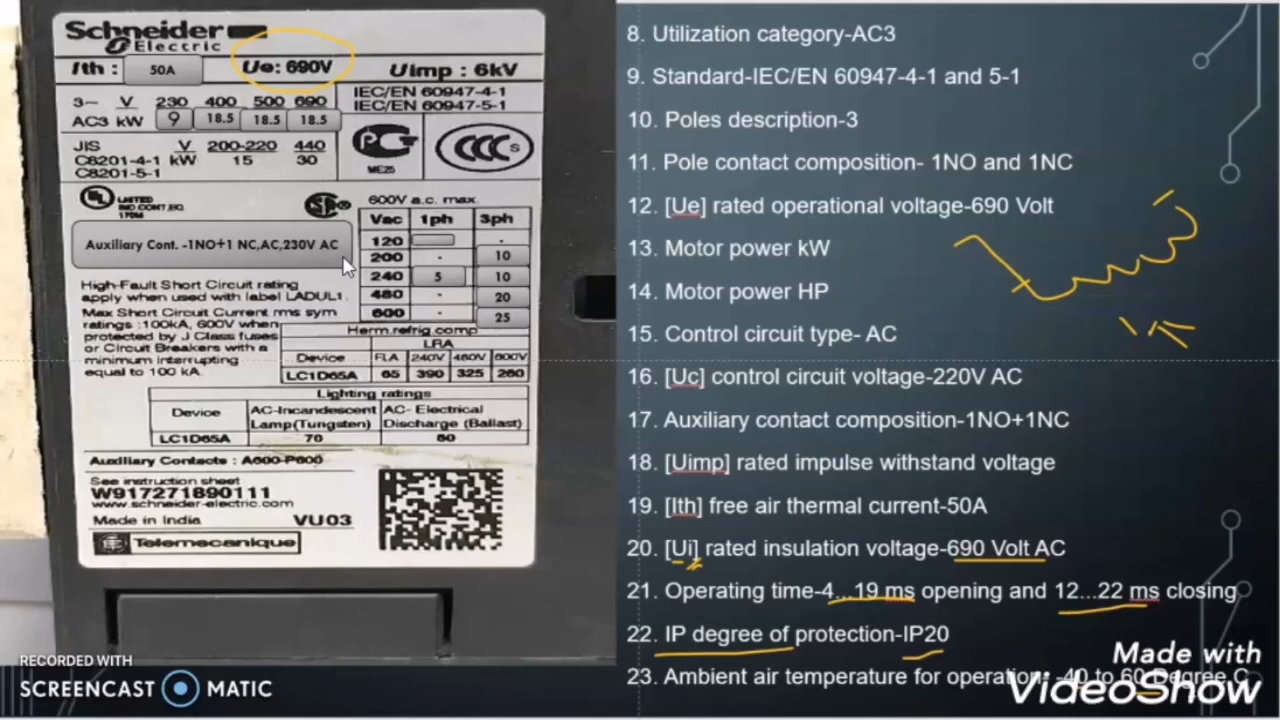 Schneider
Electric
Ith : 50A Ue: 690V Uimp : 6kV
3~ V 230 400 500 690
AC3 kW 9 18.5 18.5 18.5
IEC/EN 60947-4-1
IEC/EN 60947-5-1
JIS V 200-220 440
C8201-4-1 kW 15 30
C8201-5-1
ME25
CCC S
UL LISTED
IND.CONT.EQ.
170M
600V a.c. max.
Vac 1ph 3ph
120 .
200 . 10
240 5 10
480 . 20
600 . 25
Auxiliary Cont. -1NO+1 NC,AC,230V AC
High-Fault Short Circuit rating
apply when used with label LADUL1.
Max Short Circuit Current rms sym
ratings :100kA, 600V when
protected by J Class fuses
or Circuit Breakers with a
minimum interrupting
equal to 100 kA.
Herm.refrig.comp
LRA
Device FLA 240V 480V 600V
LC1D65A 65 390 325 260
Lighting ratings
Device AC-Incandescent Lamp(Tungsten) AC- Electrical Discharge (Ballast)
LC1D65A 70 60
Auxiliary Contacts : A600-P600
See instruction sheet
W917271890111
www.schneider-electric.com
Made in India VU03
Telemecanique
8. Utilization category-AC3
9. Standard-IEC/EN 60947-4-1 and 5-1
10. Poles description-3
11. Pole contact composition- 1NO and 1NC
12. [Ue] rated operational voltage-690 Volt
13. Motor power kW
14. Motor power HP
15. Control circuit type- AC
16. [Uc] control circuit voltage-220V AC
17. Auxiliary contact composition-1NO+1NC
18. [Uimp] rated impulse withstand voltage
19. [Ith] free air thermal current-50A
20. [Ui] rated insulation voltage-690 Volt AC
21. Operating time-4...19 ms opening and 12...22 ms closing
22. IP degree of protection-IP20
23. Ambient air temperature for operation- -40 to 60 Degree C
RECORDED WITH
SCREENCAST MATIC
Made with
VideoShow